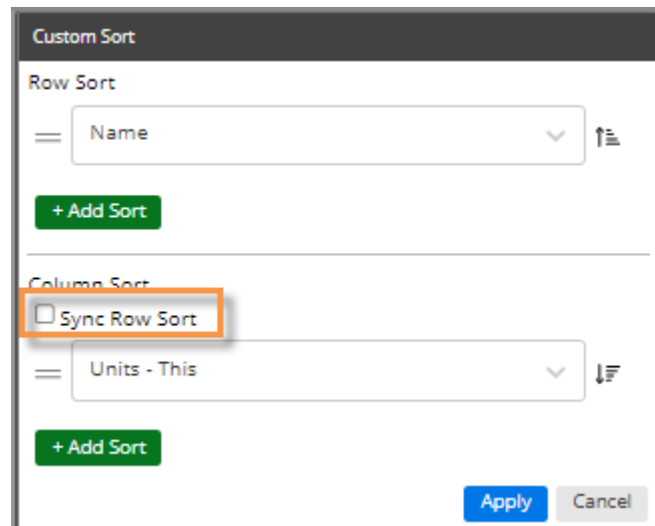 Custom Sort
Row Sort
Name
+ Add Sort
Column Sort
Sync Row Sort
Units - This
+ Add Sort
Apply Cancel